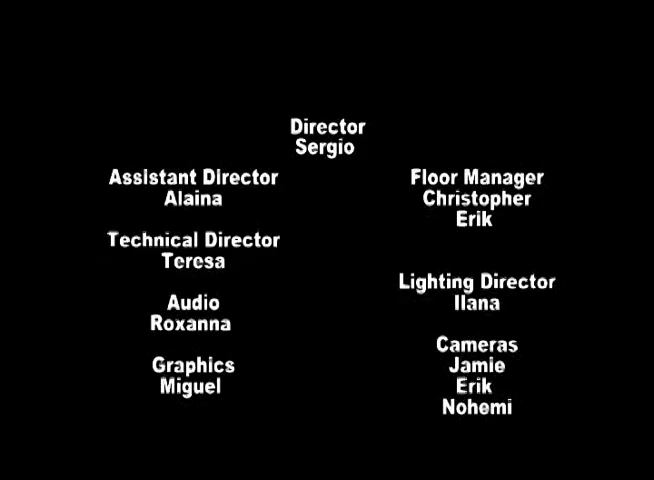 Director
Sergio
Assistant Director
Alaina
Technical Director
Teresa
Audio
Roxanna
Graphics
Miguel
Floor Manager
Christopher
Erik
Lighting Director
Ilana
Cameras
Jamie
Erik
Nohemi